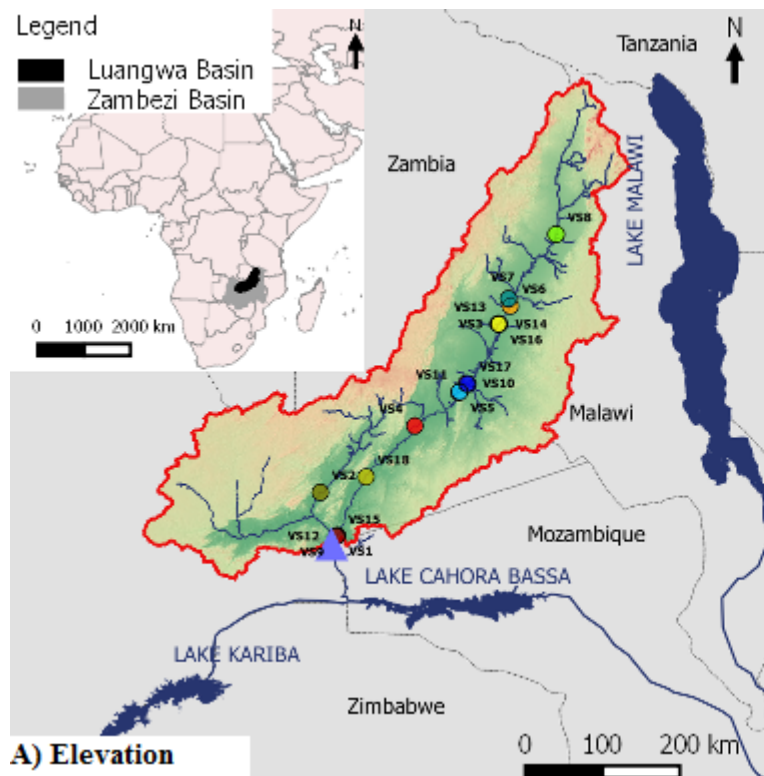 Legend
N
Luangwa Basin
Zambezi Basin
0 1000 2000 km
Tanzania
N
Zambia
LAKE MALAWI
VS8
VS7
VS6
VS13
VS3
VS14
VS16
VS17
VS11
VS10
VS5
VS4
Malawi
VS18
VS2
VS15
VS12
VS9
VS1
Mozambique
LAKE CAHORA BASSA
LAKE KARIBA
Zimbabwe
A) Elevation
0 100 200 km